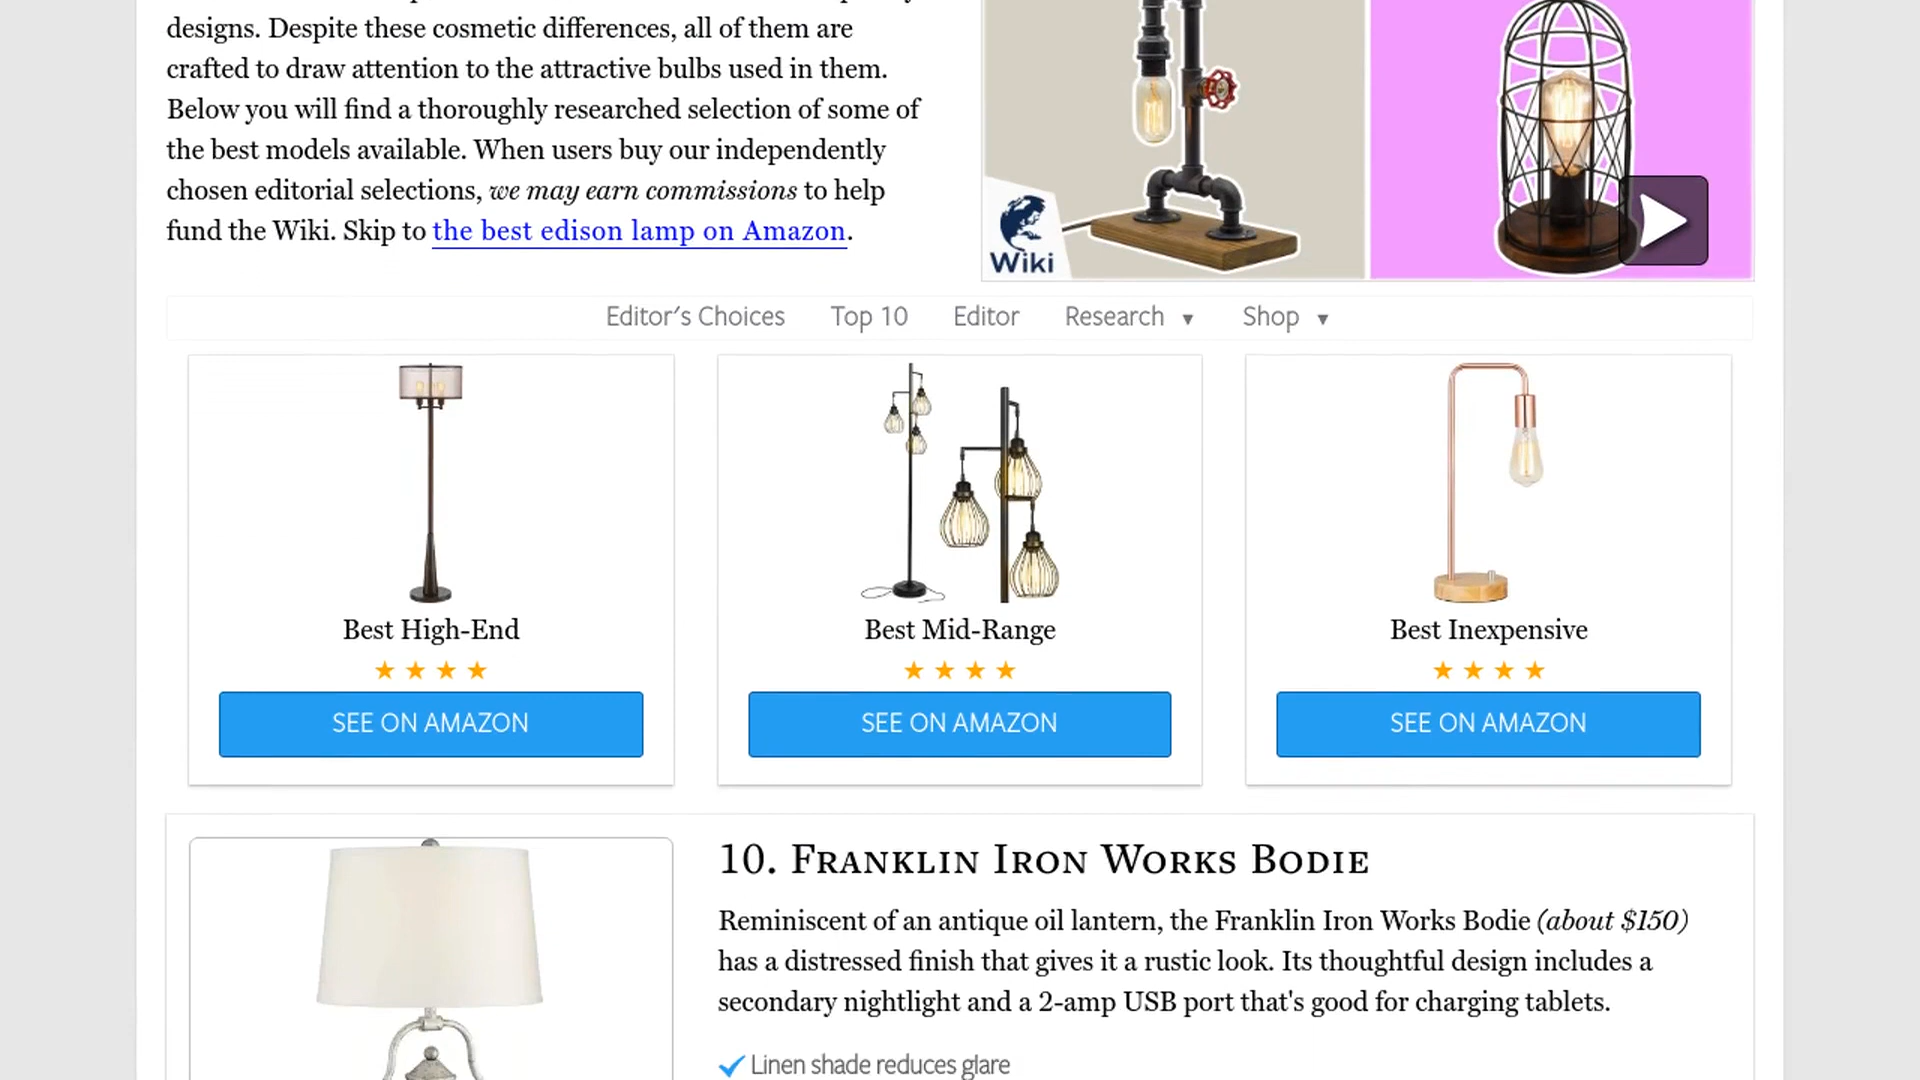 designs. Despite these cosmetic differences, all of them are
crafted to draw attention to the attractive bulbs used in them.
Below you will find a thoroughly researched selection of some of
the best models available. When users buy our independently
chosen editorial selections, we may earn commissions to help
fund the Wiki. Skip to the best edison lamp on Amazon.
Wiki
Editor's Choices Top 10 Editor Research ▼ Shop ▼
Best High-End
Best Mid-Range
Best Inexpensive
★ ★ ★ ★
★ ★ ★ ★
★ ★ ★ ★
SEE ON AMAZON
SEE ON AMAZON
SEE ON AMAZON
10. Franklin Iron Works Bodie
Reminiscent of an antique oil lantern, the Franklin Iron Works Bodie (about $150)
has a distressed finish that gives it a rustic look. Its thoughtful design includes a
secondary nightlight and a 2-amp USB port that's good for charging tablets.
Linen shade reduces glare